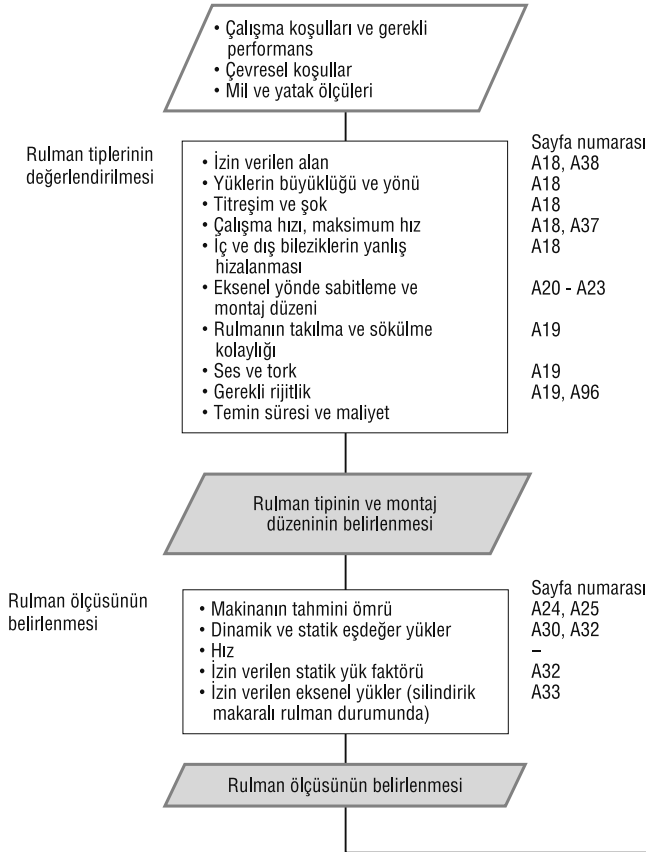 • Çalışma koşulları ve gerekli
performans
• Çevresel koşullar
• Mil ve yatak ölçüleri
Rulman tiplerinin
değerlendirilmesi
Sayfa numarası
• İzin verilen alan A18, A38
• Yüklerin büyüklüğü ve yönü A18
• Titreşim ve şok A18
• Çalışma hızı, maksimum hız A18, A37
• İç ve dış bileziklerin yanlış A18
hizalanması
• Eksenel yönde sabitleme ve A20 - A23
montaj düzeni
• Rulmanın takılma ve sökülme A19
kolaylığı
• Ses ve tork A19
• Gerekli rijitlik A19, A96
• Temin süresi ve maliyet
Rulman tipinin ve montaj
düzeninin belirlenmesi
Rulman ölçüsünün
belirlenmesi
Sayfa numarası
• Makinanın tahmini ömrü A24, A25
• Dinamik ve statik eşdeğer yükler A30, A32
• Hız –
• İzin verilen statik yük faktörü A32
• İzin verilen eksenel yükler (silindirik A33
makaralı rulman durumunda)
Rulman ölçüsünün belirlenmesi